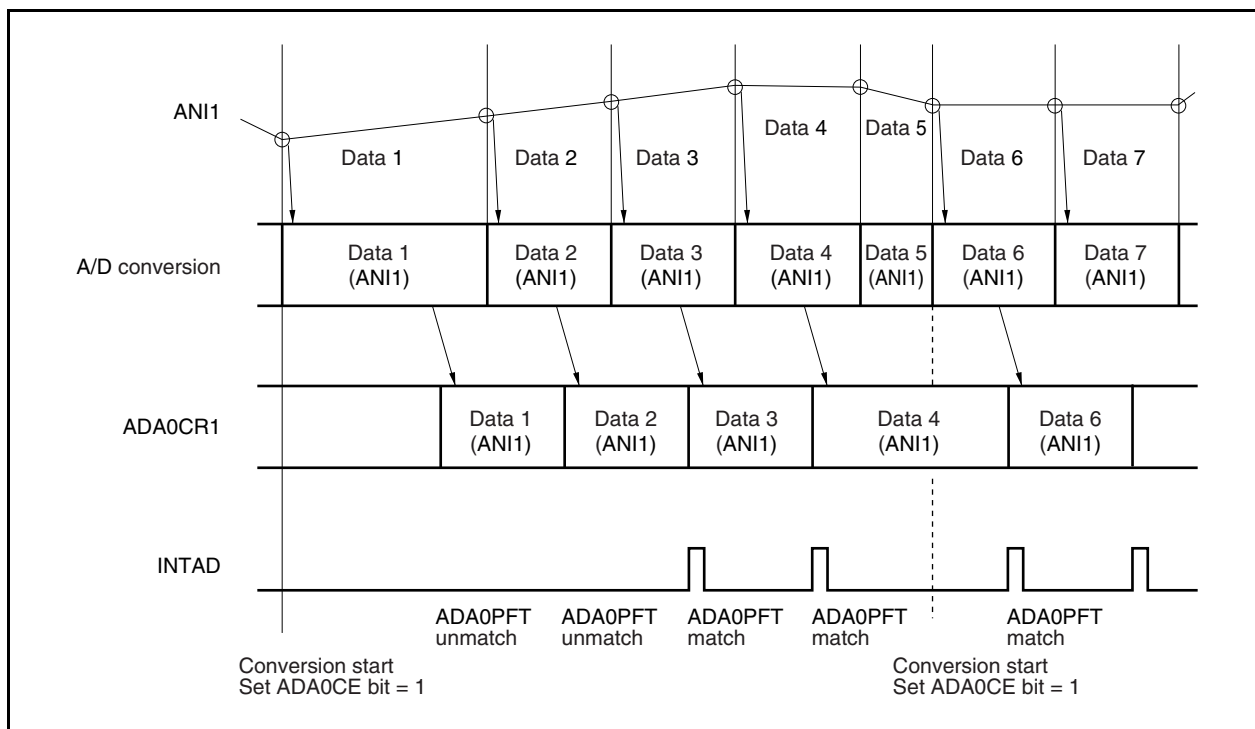 ANI1
Data 1
Data 2
Data 3
Data 4
Data 5
Data 6
Data 7
A/D conversion
Data 1
(ANI1)
Data 2
(ANI1)
Data 3
(ANI1)
Data 4
(ANI1)
Data 5
(ANI1)
Data 6
(ANI1)
Data 7
(ANI1)
ADA0CR1
Data 1
(ANI1)
Data 2
(ANI1)
Data 3
(ANI1)
Data 4
(ANI1)
Data 6
(ANI1)
INTAD
ADA0PFT
unmatch
ADA0PFT
unmatch
ADA0PFT
match
ADA0PFT
match
ADA0PFT
match
Conversion start
Set ADA0CE bit = 1
Conversion start
Set ADA0CE bit = 1